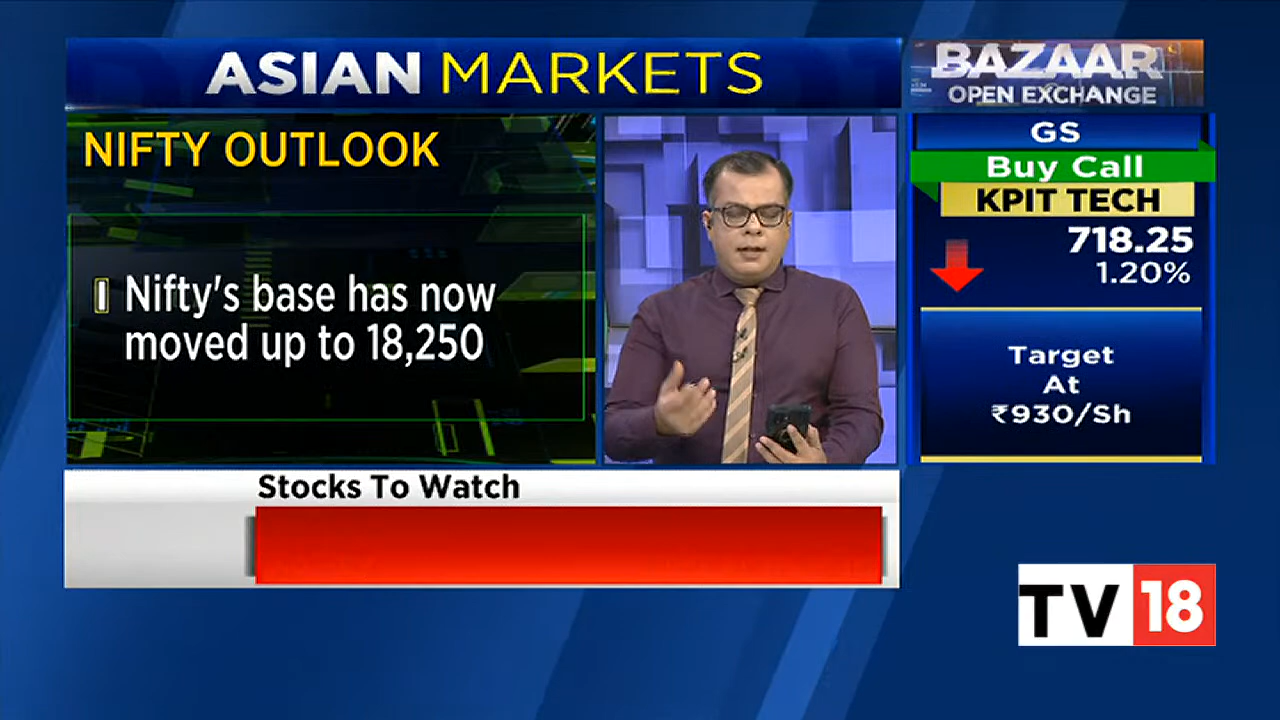 ASIAN MARKETS
NIFTY OUTLOOK
Nifty's base has now
moved up to 18,250
Stocks To Watch
BAZAAR
OPEN EXCHANGE
GS
Buy Call
KPIT TECH
718.25
1.20%
Target
At
₹930/Sh
TV18